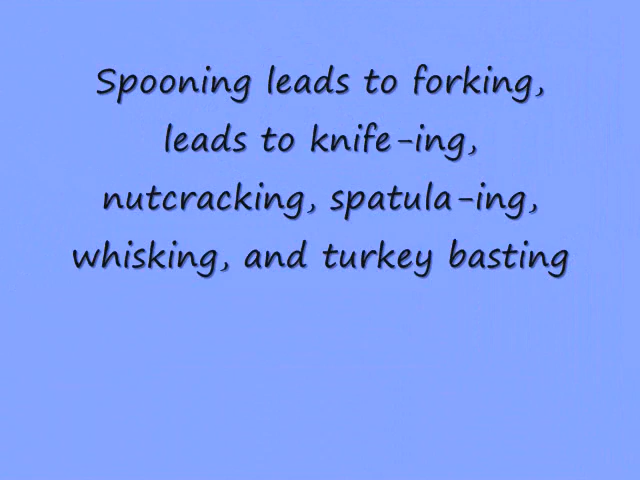 Spooning leads to forking,
leads to knife-ing,
nutcracking, spatula-ing,
whisking, and turkey basting